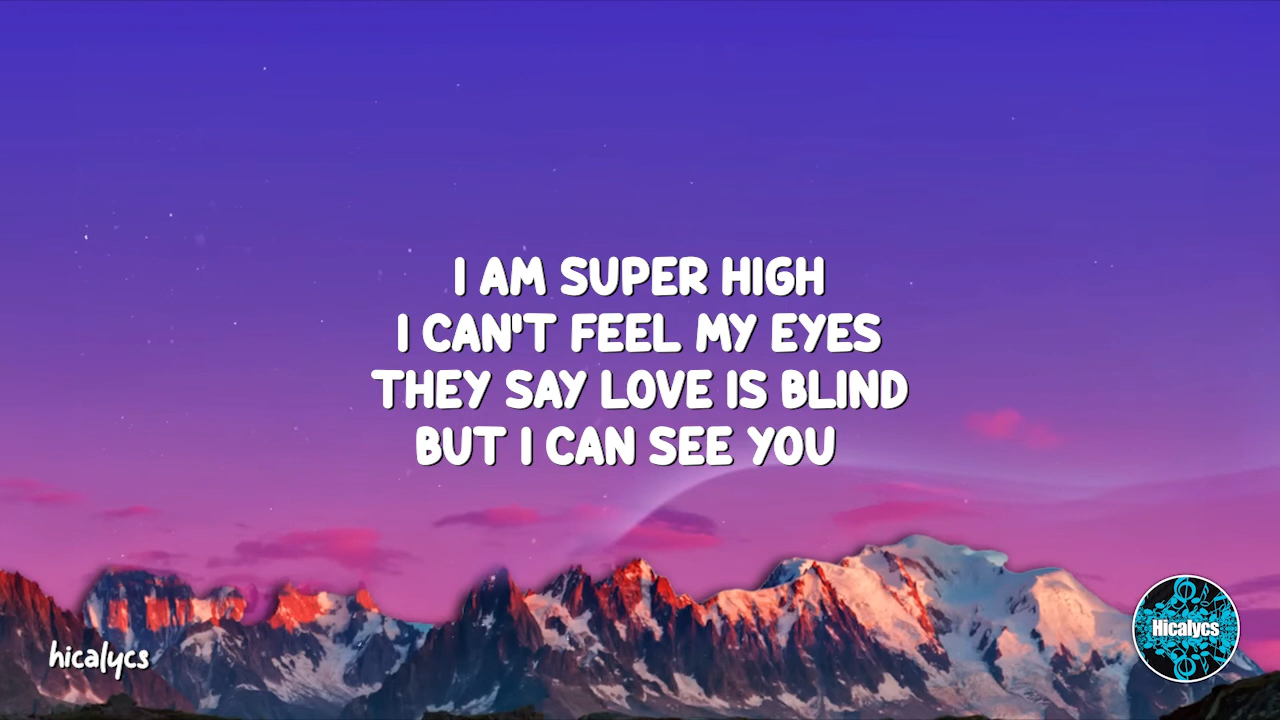 I AM SUPER HIGH
I CAN'T FEEL MY EYES
THEY SAY LOVE IS BLIND
BUT I CAN SEE YOU
hicalycs
Hicalycs